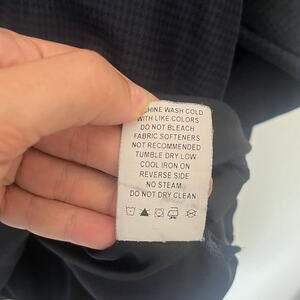 CHINE WASH COLD
WITH LIKE COLORS
DO NOT BLEACH
FABRIC SOFTENERS
NOT RECOMMENDED
TUMBLE DRY LOW
COOL IRON ON
REVERSE SIDE
NO STEAM
DO NOT DRY CLEAN